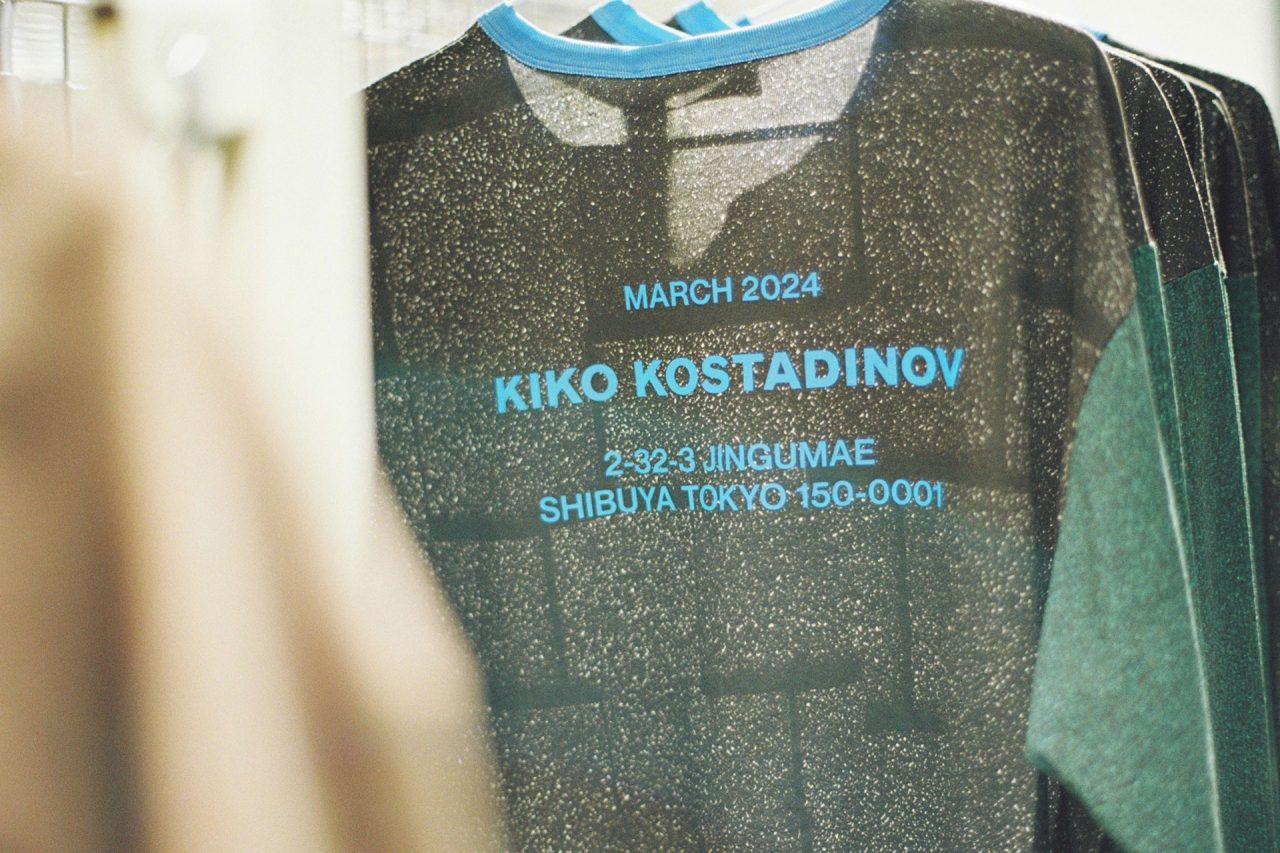 MARCH 2024
KIKO KOSTADINOV
2-32-3 JINGUMAE
SHIBUYA TOKYO 150-0001